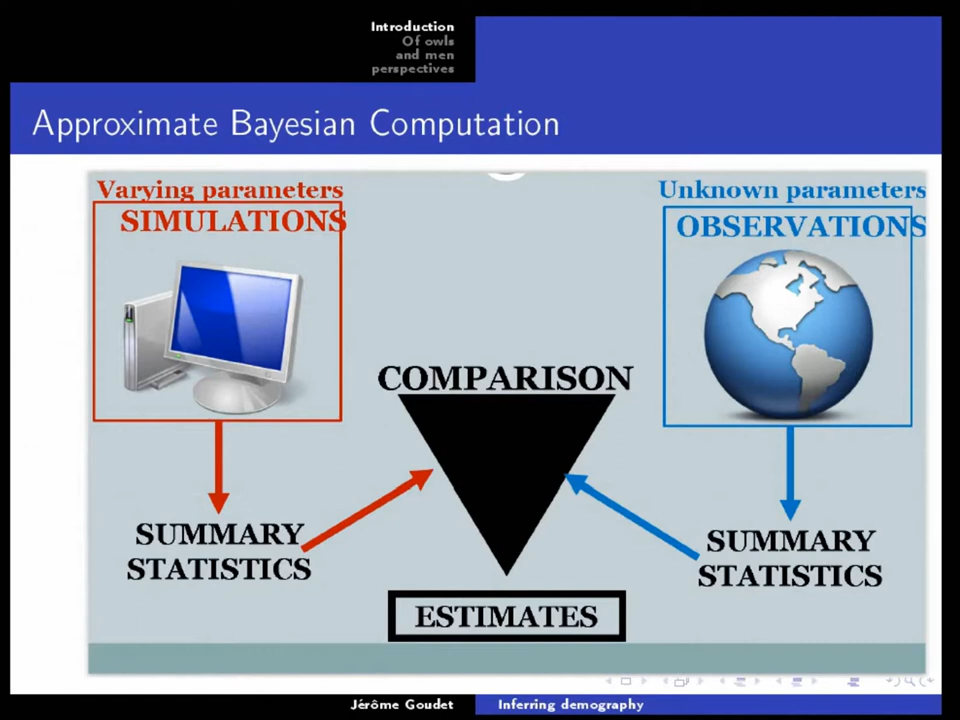 Introduction
Of owls
and men
perspectives
Approximate Bayesian Computation
Varying parameters
SIMULATIONS
Unknown parameters
OBSERVATIONS
COMPARISON
SUMMARY
STATISTICS
SUMMARY
STATISTICS
ESTIMATES
Jérôme Goudet
Inferring demography